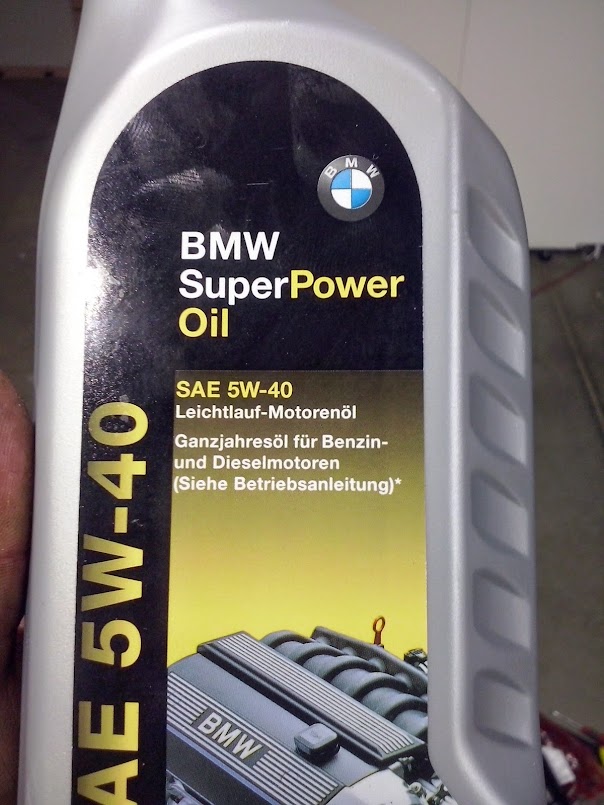 BMW
BMW
SuperPower
Oil
SAE 5W-40
Leichtlauf-Motorenöl
Ganzjahresöl für Benzin-
und Dieselmotoren
(Siehe Betriebsanleitung)*
AE 5W-40
BMW